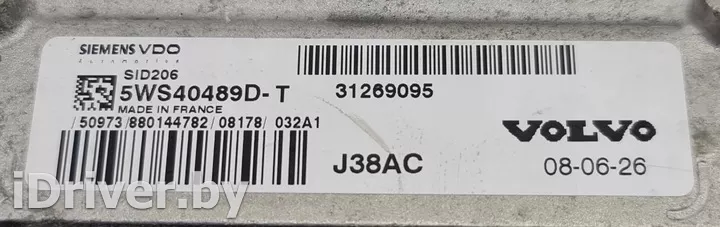 SIEMENS VDO
Automotive
SID206
5WS40489D-T
MADE IN FRANCE
/50973/880144782/08178/ 032A1
31269095
VOLVO
J38AC
08-06-26
iDriver.by